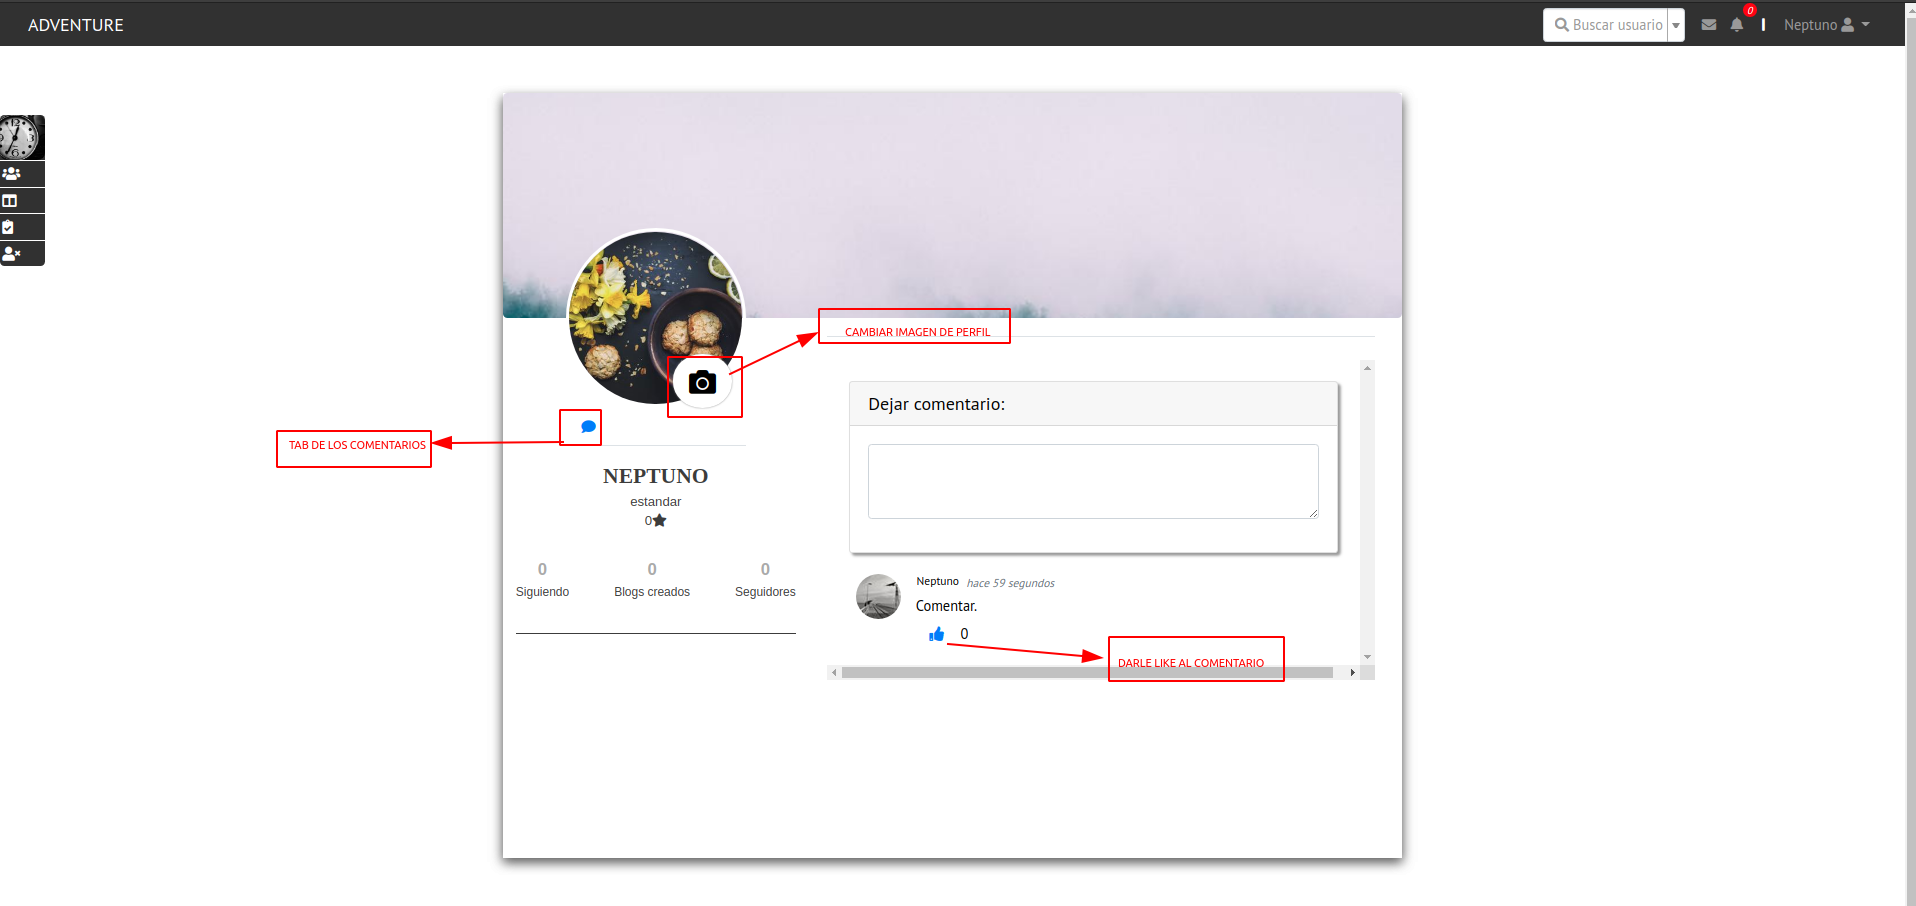 ADVENTURE
Buscar usuario
0
Neptuno
CAMBIAR IMAGEN DE PERFIL
Dejar comentario:
TAB DE LOS COMENTARIOS
NEPTUNO
estandar
0
0 0 0
Siguiendo Blogs creados Seguidores
Neptuno hace 59 segundos
Comentar.
0
DARLE LIKE AL COMENTARIO